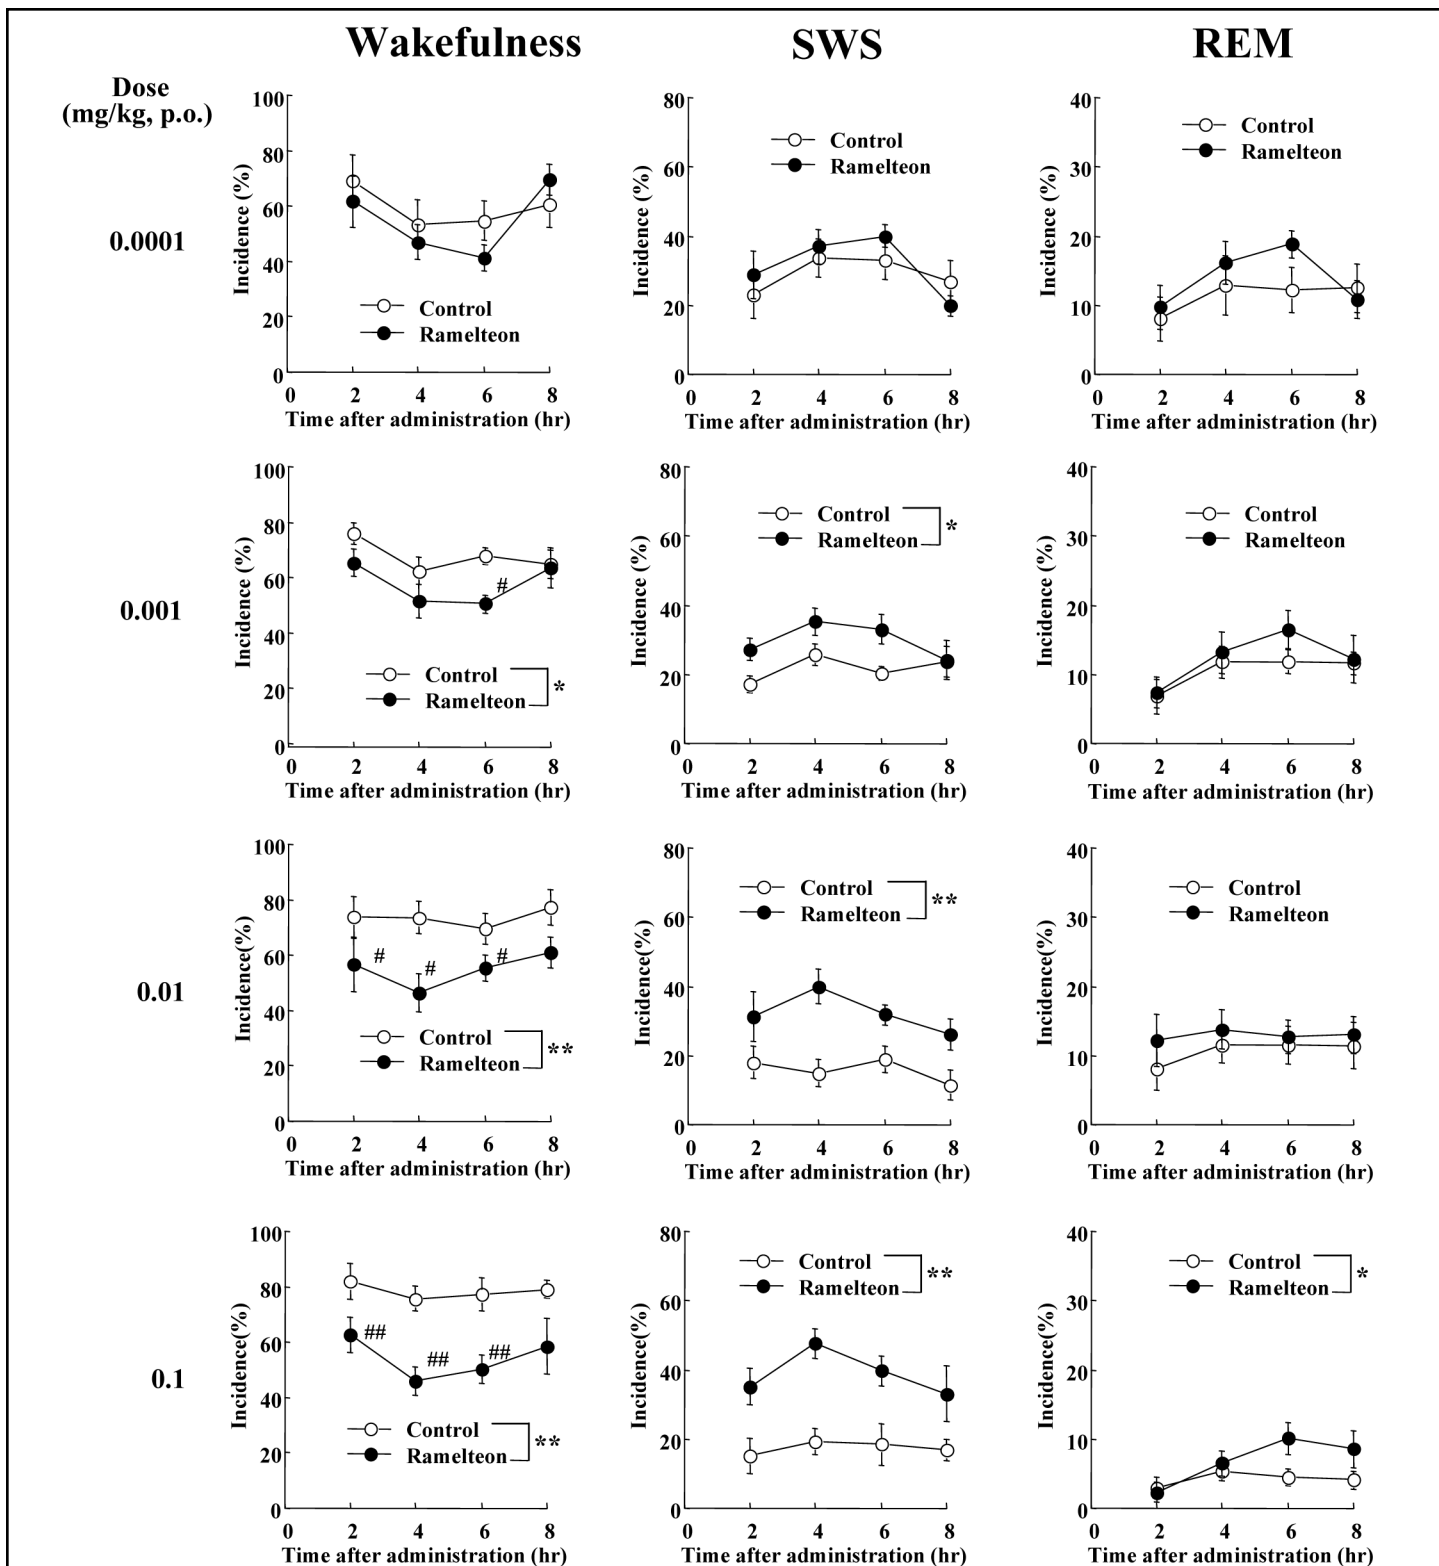 Wakefulness SWS REM
Dose
(mg/kg, p.o.)
0.0001
Incidence (%)
100
80
60
40
20
0
0 2 4 6 8
Control
Ramelteon
Time after administration (hr)
Incidence (%)
80
60
40
20
0
0 2 4 6 8
Control
Ramelteon
Time after administration (hr)
Incidence (%)
40
30
20
10
0
0 2 4 6 8
Control
Ramelteon
Time after administration (hr)
0.001
Incidence (%)
100
80
60
40
20
0
0 2 4 6 8
#
Control
Ramelteon
*
Time after administration (hr)
Incidence (%)
80
60
40
20
0
0 2 4 6 8
Control
Ramelteon
*
Time after administration (hr)
Incidence (%)
40
30
20
10
0
0 2 4 6 8
Control
Ramelteon
Time after administration (hr)
0.01
Incidence(%)
100
80
60
40
20
0
0 2 4 6 8
# # #
Control
Ramelteon
**
Time after administration (hr)
Incidence(%)
80
60
40
20
0
0 2 4 6 8
Control
Ramelteon
**
Time after administration (hr)
Incidence(%)
40
30
20
10
0
0 2 4 6 8
Control
Ramelteon
Time after administration (hr)
0.1
Incidence(%)
100
80
60
40
20
0
0 2 4 6 8
## ## ##
Control
Ramelteon
**
Time after administration (hr)
Incidence(%)
80
60
40
20
0
0 2 4 6 8
Control
Ramelteon
**
Time after administration (hr)
Incidence(%)
40
30
20
10
0
0 2 4 6 8
Control
Ramelteon
*
Time after administration (hr)